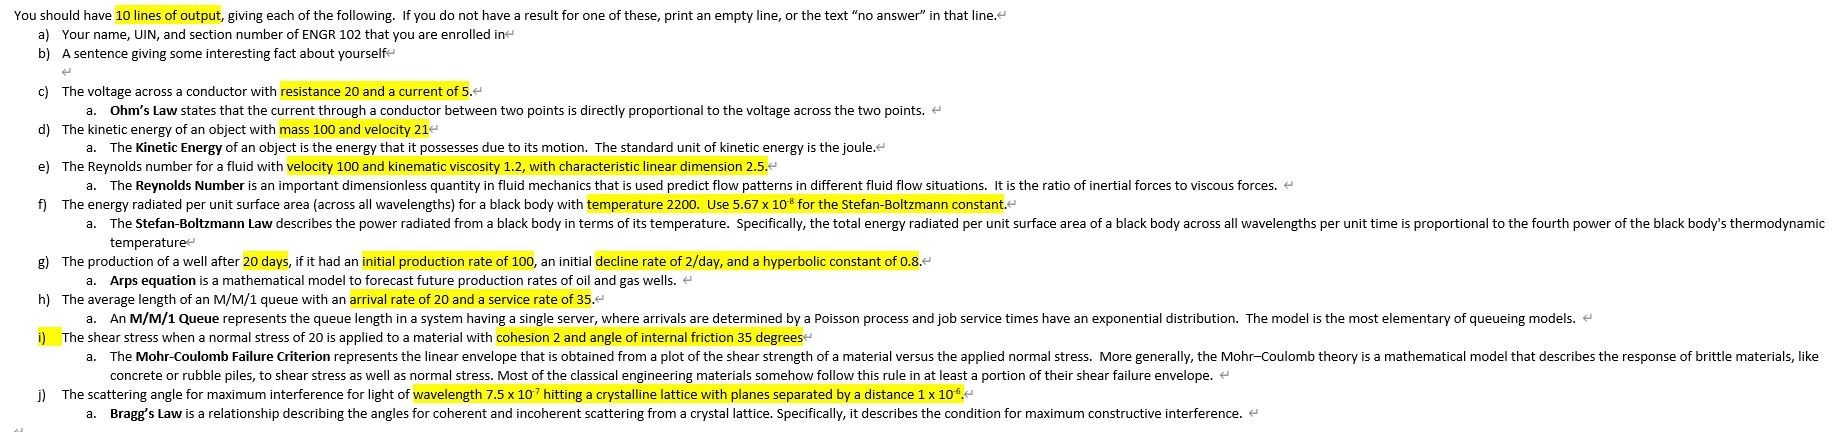 You should have 10 lines of output, giving each of the following.  If you do not have a result for one of these, print an empty line, or the text “no answer” in that line.↵
a) Your name, UIN, and section number of ENGR 102 that you are enrolled in↵
b) A sentence giving some interesting fact about yourself↵
↵
c) The voltage across a conductor with resistance 20 and a current of 5.↵
a. Ohm’s Law states that the current through a conductor between two points is directly proportional to the voltage across the two points. ↵
d) The kinetic energy of an object with mass 100 and velocity 21↵
a. The Kinetic Energy of an object is the energy that it possesses due to its motion.  The standard unit of kinetic energy is the joule.↵
e) The Reynolds number for a fluid with velocity 100 and kinematic viscosity 1.2, with characteristic linear dimension 2.5.↵
a. The Reynolds Number is an important dimensionless quantity in fluid mechanics that is used predict flow patterns in different fluid flow situations.  It is the ratio of inertial forces to viscous forces. ↵
f) The energy radiated per unit surface area (across all wavelengths) for a black body with temperature 2200.  Use 5.67 x 10⁻⁸ for the Stefan-Boltzmann constant.↵
a. The Stefan-Boltzmann Law describes the power radiated from a black body in terms of its temperature.  Specifically, the total energy radiated per unit surface area of a black body across all wavelengths per unit time is proportional to the fourth power of the black body's thermodynamic
temperature↵
g) The production of a well after 20 days, if it had an initial production rate of 100, an initial decline rate of 2/day, and a hyperbolic constant of 0.8.↵
a. Arps equation is a mathematical model to forecast future production rates of oil and gas wells. ↵
h) The average length of an M/M/1 queue with an arrival rate of 20 and a service rate of 35.↵
a. An M/M/1 Queue represents the queue length in a system having a single server, where arrivals are determined by a Poisson process and job service times have an exponential distribution.  The model is the most elementary of queueing models. ↵
i) The shear stress when a normal stress of 20 is applied to a material with cohesion 2 and angle of internal friction 35 degrees↵
a. The Mohr-Coulomb Failure Criterion represents the linear envelope that is obtained from a plot of the shear strength of a material versus the applied normal stress.  More generally, the Mohr–Coulomb theory is a mathematical model that describes the response of brittle materials, like
concrete or rubble piles, to shear stress as well as normal stress. Most of the classical engineering materials somehow follow this rule in at least a portion of their shear failure envelope. ↵
j) The scattering angle for maximum interference for light of wavelength 7.5 x 10⁻⁷ hitting a crystalline lattice with planes separated by a distance 1 x 10⁻⁶.↵
a. Bragg’s Law is a relationship describing the angles for coherent and incoherent scattering from a crystal lattice. Specifically, it describes the condition for maximum constructive interference. ↵